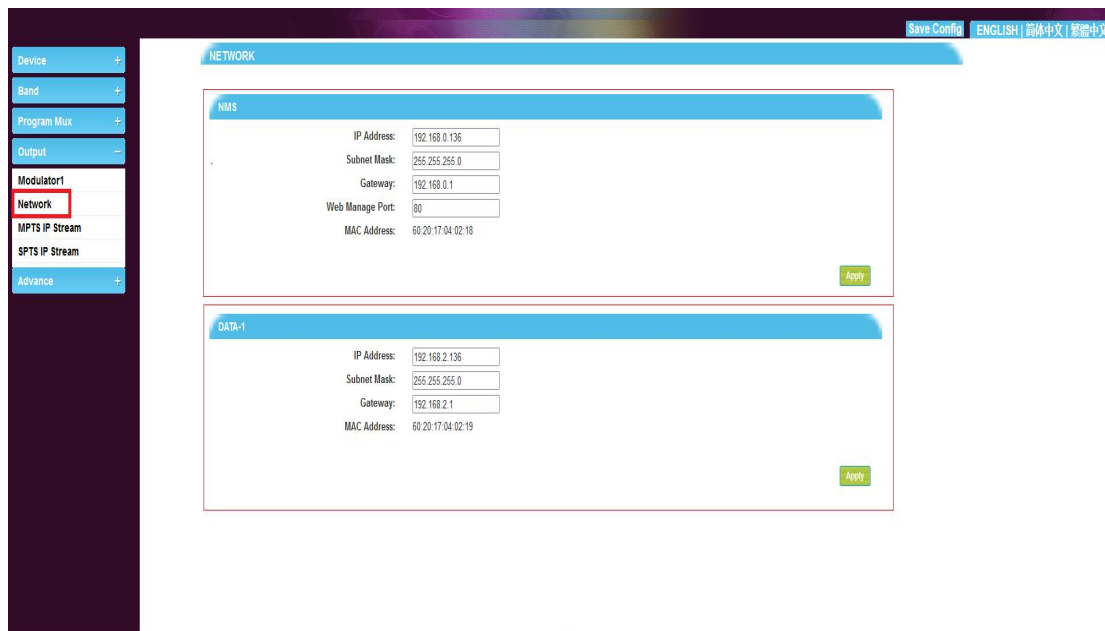 Save Config ENGLISH | 简体中文 | 繁體中文
Device +
Band +
Program Mux +
Output −
Modulator1
Network
MPTS IP Stream
SPTS IP Stream
Advance +
NETWORK
NMS
IP Address: 192.168.0.136
Subnet Mask: 255.255.255.0
Gateway: 192.168.0.1
Web Manage Port: 80
MAC Address: 60:20:17:04:02:18
Apply
DATA-1
IP Address: 192.168.2.136
Subnet Mask: 255.255.255.0
Gateway: 192.168.2.1
MAC Address: 60:20:17:04:02:19
Apply